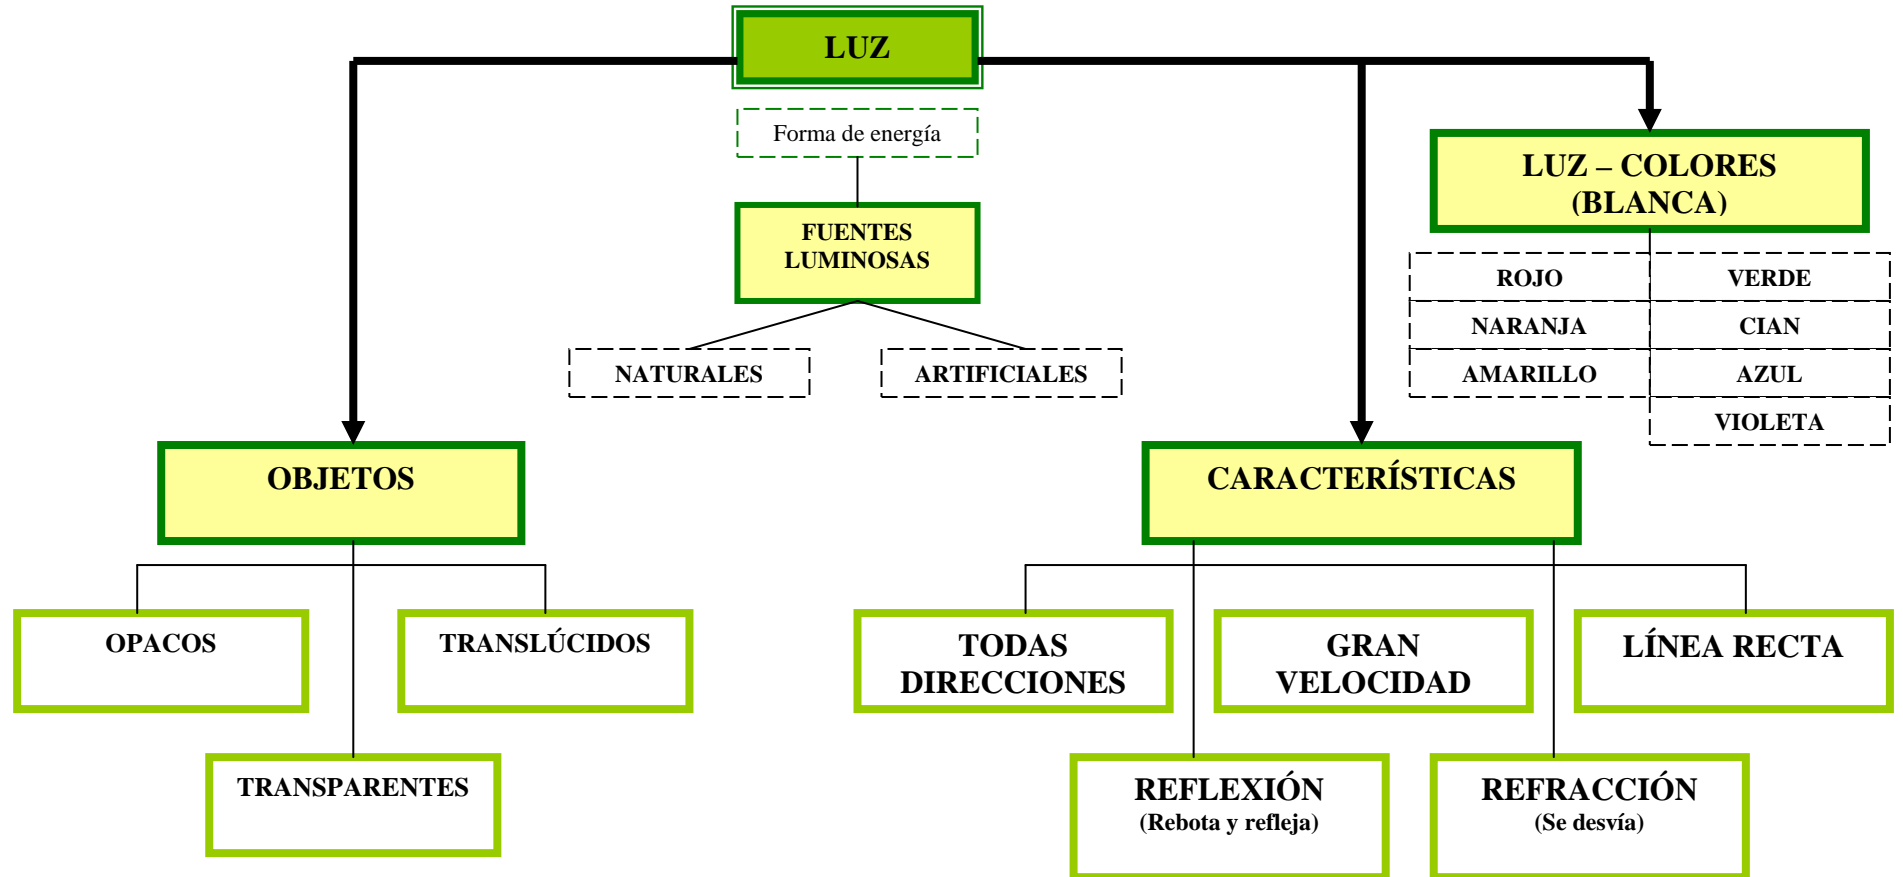 LUZ
Forma de energía
FUENTES
LUMINOSAS
NATURALES
ARTIFICIALES
LUZ – COLORES
(BLANCA)
ROJO
VERDE
NARANJA
CIAN
AMARILLO
AZUL
VIOLETA
OBJETOS
OPACOS
TRANSLÚCIDOS
TRANSPARENTES
CARACTERÍSTICAS
TODAS
DIRECCIONES
GRAN
VELOCIDAD
LÍNEA RECTA
REFLEXIÓN
(Rebota y refleja)
REFRACCIÓN
(Se desvía)